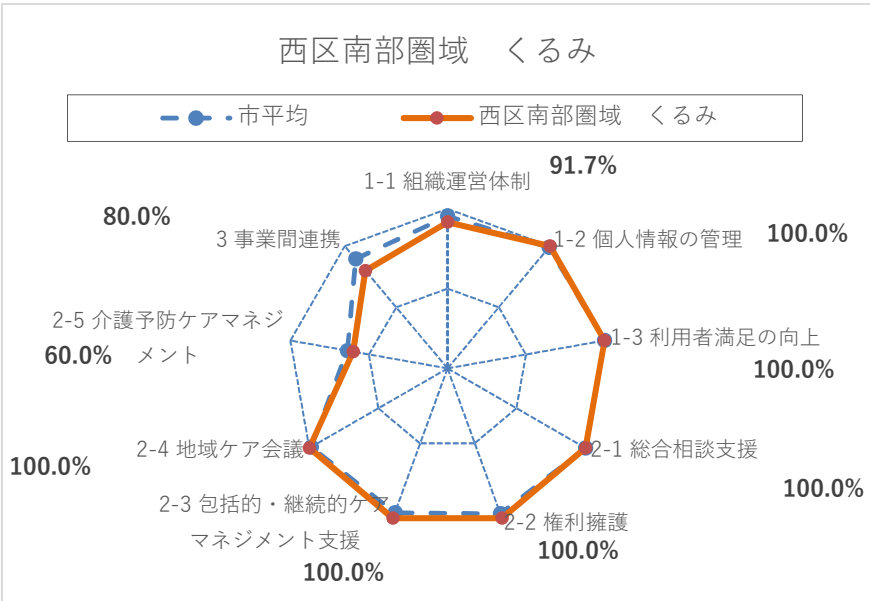 西区南部圏域　くるみ
市平均
西区南部圏域　くるみ
1-1 組織運営体制
91.7%
1-2 個人情報の管理
100.0%
1-3 利用者満足の向上
100.0%
2-1 総合相談支援
100.0%
2-2 権利擁護
100.0%
2-3 包括的・継続的ケア
マネジメント支援
100.0%
2-4 地域ケア会議
100.0%
2-5 介護予防ケアマネジ
メント
60.0%
3 事業間連携
80.0%